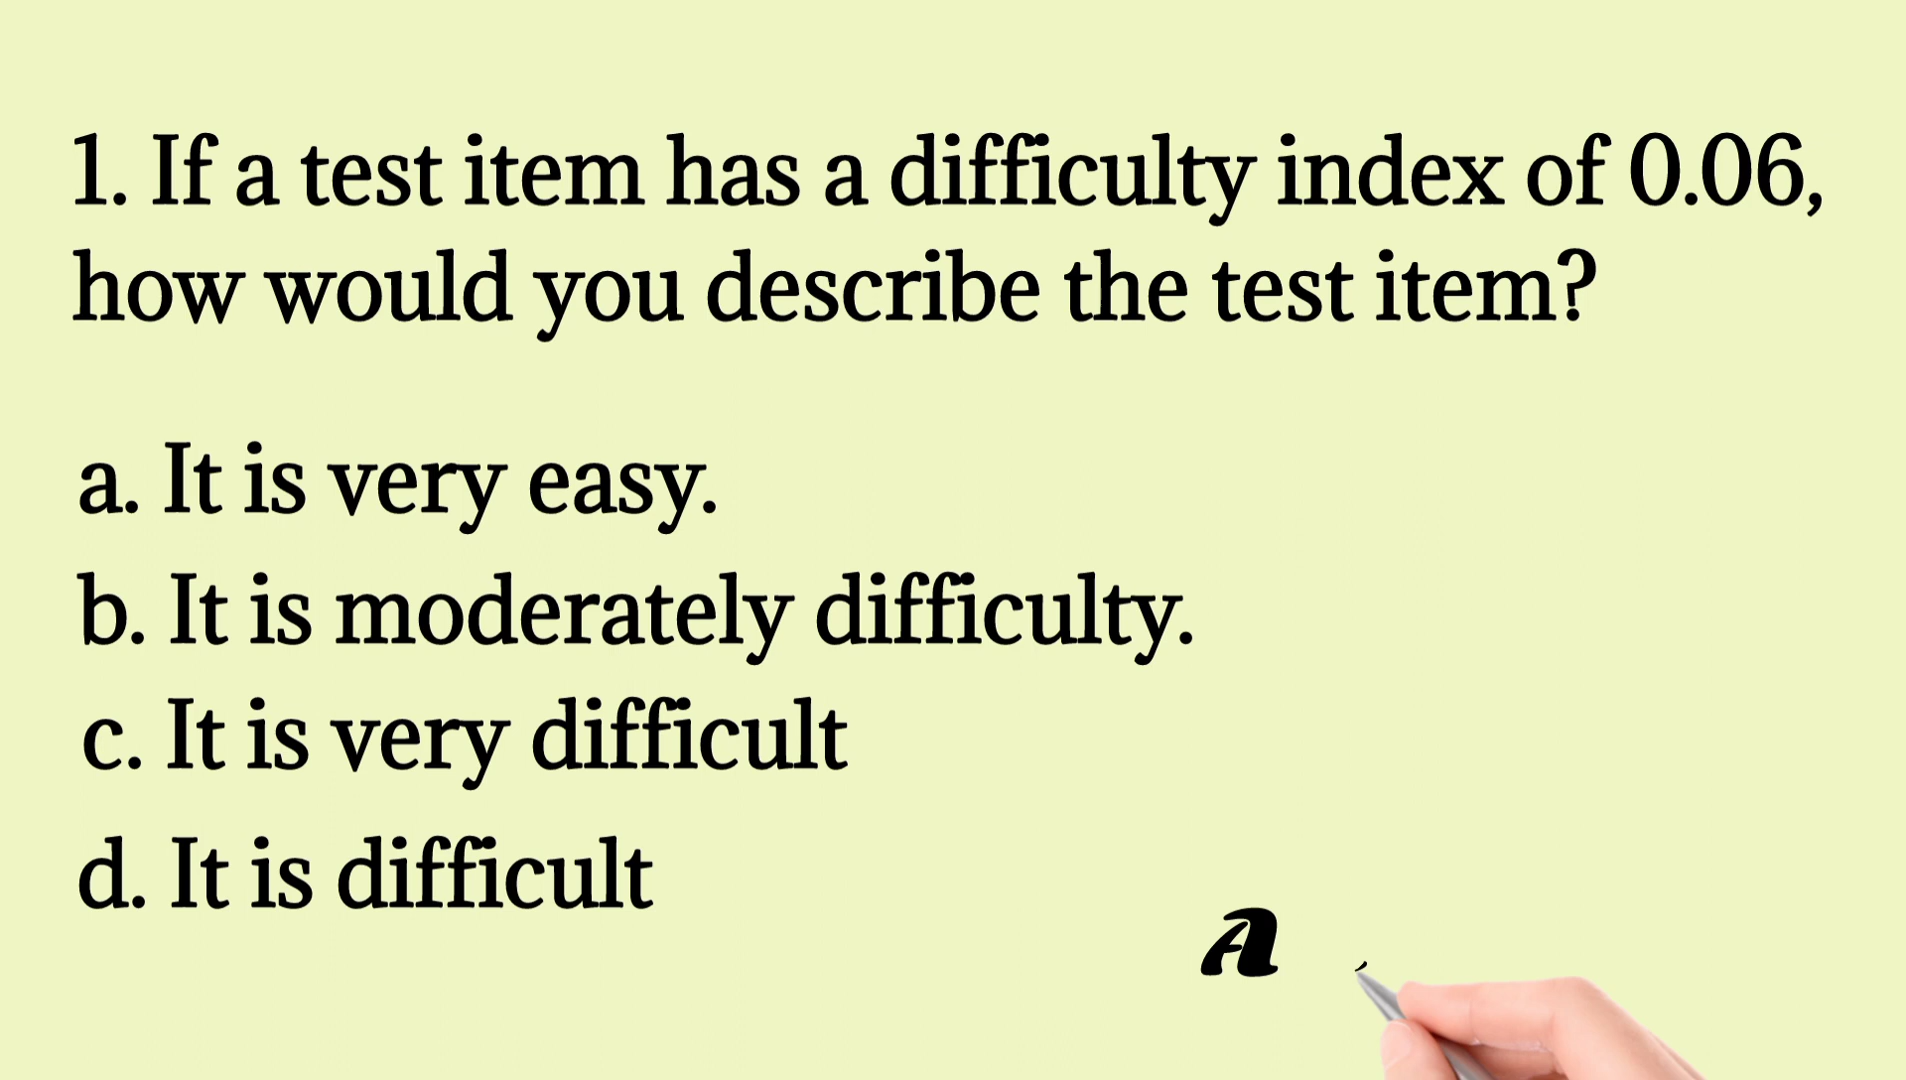 1. If a test item has a difficulty index of 0.06,
how would you describe the test item?
a. It is very easy.
b. It is moderately difficulty.
c. It is very difficult
d. It is difficult
A